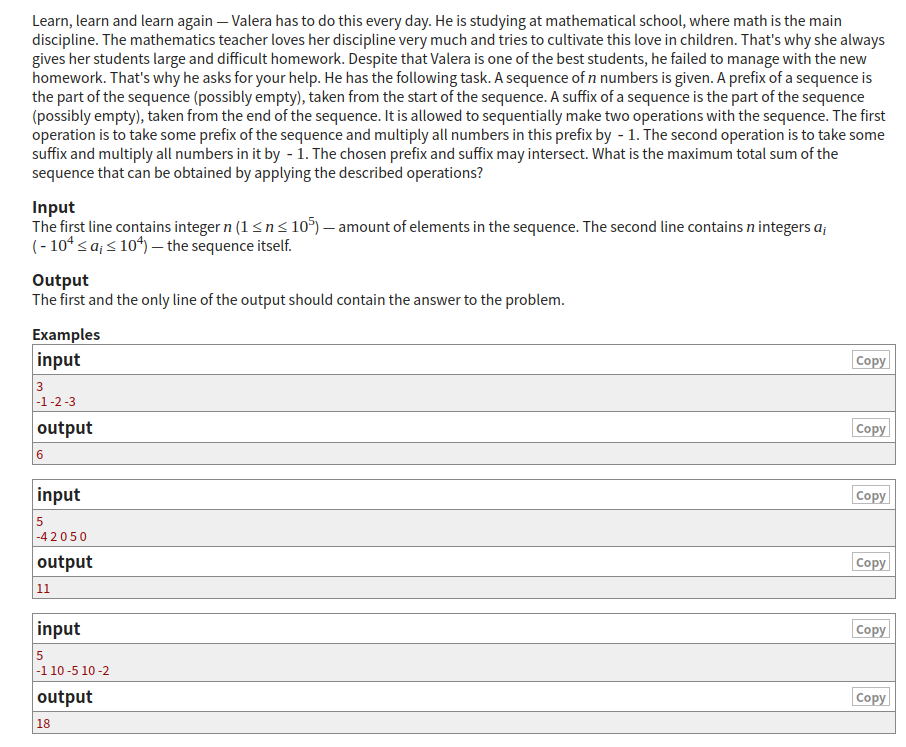 Learn, learn and learn again — Valera has to do this every day. He is studying at mathematical school, where math is the main
discipline. The mathematics teacher loves her discipline very much and tries to cultivate this love in children. That's why she always
gives her students large and difficult homework. Despite that Valera is one of the best students, he failed to manage with the new
homework. That's why he asks for your help. He has the following task. A sequence of n numbers is given. A prefix of a sequence is
the part of the sequence (possibly empty), taken from the start of the sequence. A suffix of a sequence is the part of the sequence
(possibly empty), taken from the end of the sequence. It is allowed to sequentially make two operations with the sequence. The first
operation is to take some prefix of the sequence and multiply all numbers in this prefix by  - 1. The second operation is to take some
suffix and multiply all numbers in it by  - 1. The chosen prefix and suffix may intersect. What is the maximum total sum of the
sequence that can be obtained by applying the described operations?
Input
The first line contains integer n (1 ≤ n ≤ 10⁵) — amount of elements in the sequence. The second line contains n integers aᵢ
( - 10⁴ ≤ aᵢ ≤ 10⁴) — the sequence itself.
Output
The first and the only line of the output should contain the answer to the problem.
Examples
input Copy
3
-1 -2 -3
output Copy
6
input Copy
5
-4 2 0 5 0
output Copy
11
input Copy
5
-1 10 -5 10 -2
output Copy
18